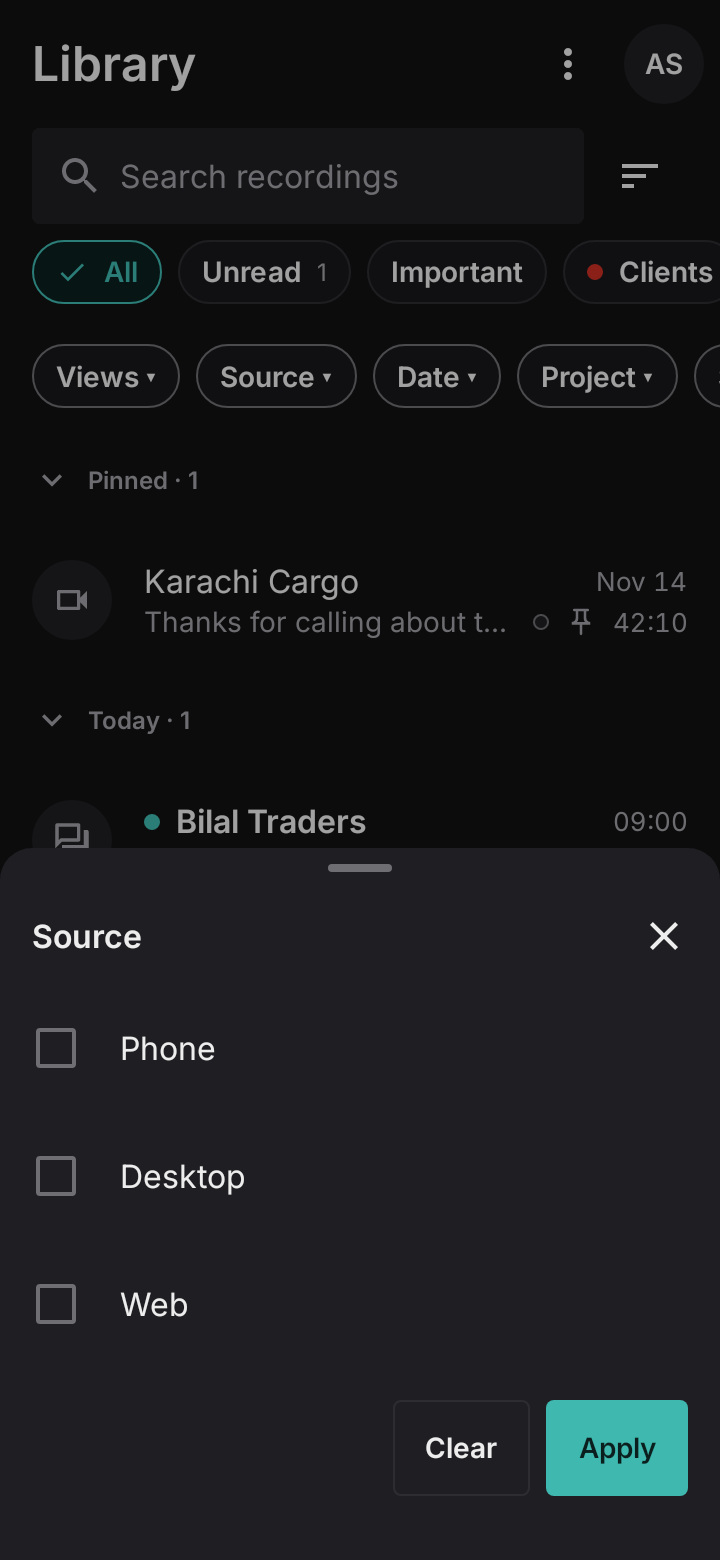 Library
AS
Search recordings
All
Unread 1
Important
Clients
Views ▾
Source ▾
Date ▾
Project ▾
Pinned · 1
Karachi Cargo
Nov 14
Thanks for calling about t...
42:10
Today · 1
Bilal Traders
09:00
Source
Phone
Desktop
Web
Clear
Apply